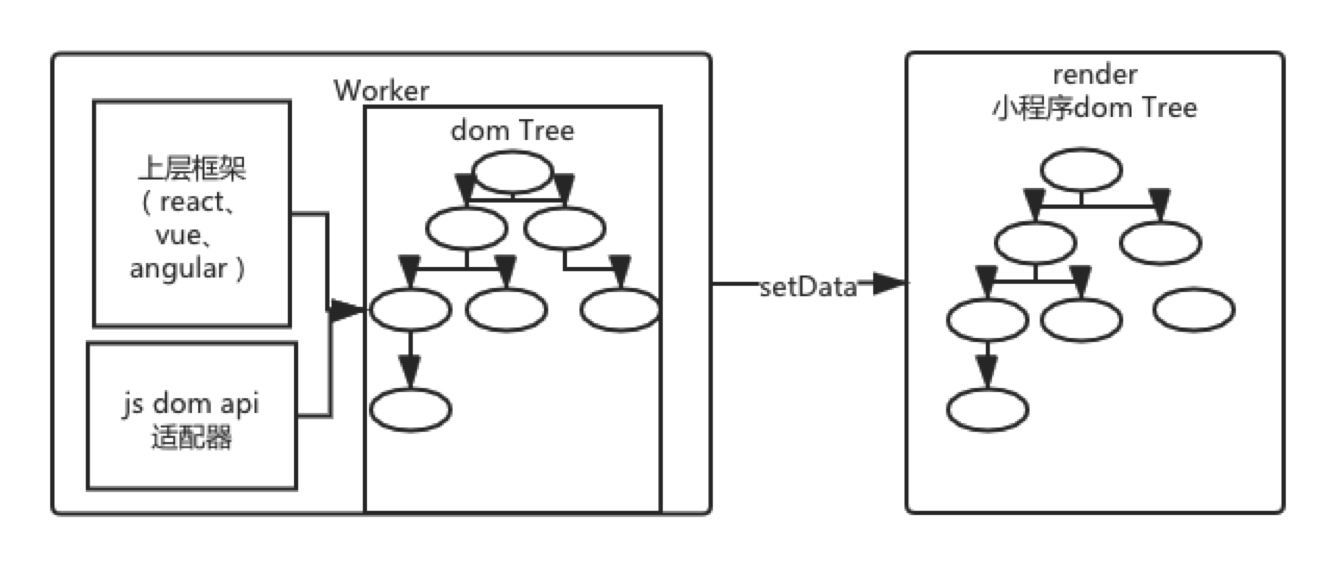 Worker
上层框架
（react、
vue、
angular）
js dom api
适配器
dom Tree
setData
render
小程序dom Tree